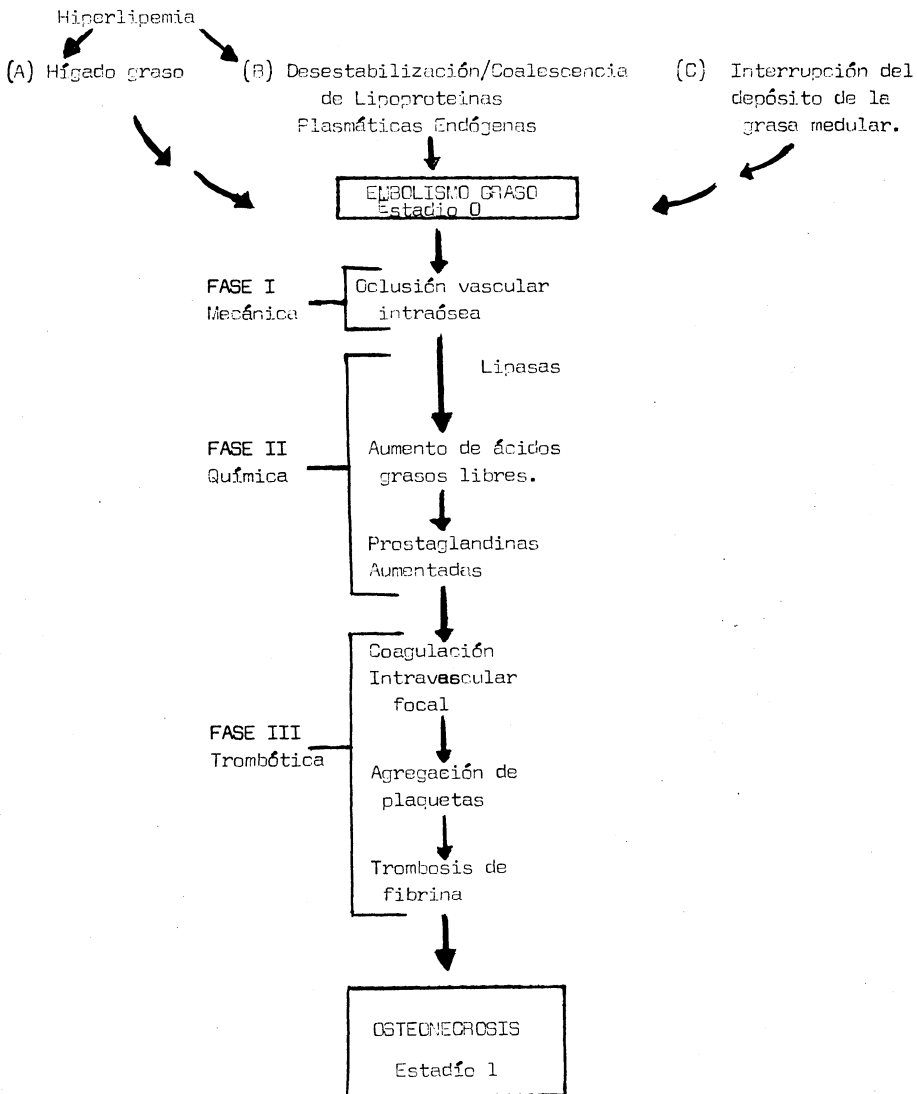 Hiperlipemia
(A) Hígado graso
(B) Desestabilización/Coalescencia
de Lipoproteinas
Plasmáticas Endógenas
(C) Interrupción del
depósito de la
grasa medular.
EMBOLISMO GRASO
Estadio 0
FASE I
Mecánica
Oclusión vascular
intraósea
Lipasas
FASE II
Química
Aumento de ácidos
grasos libres.
Prostaglandinas
Aumentadas
FASE III
Trombótica
Coagulación
Intravascular
focal
Agregación de
plaquetas
Trombosis de
fibrina
OSTEONECROSIS
Estadío 1